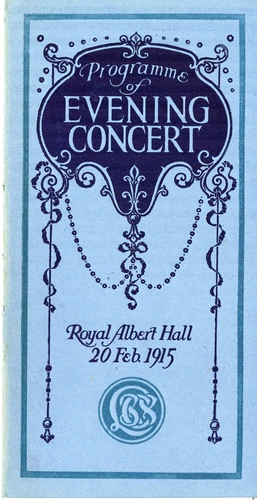 Programme
of
EVENING
CONCERT
Royal Albert Hall
20 Feb. 1915